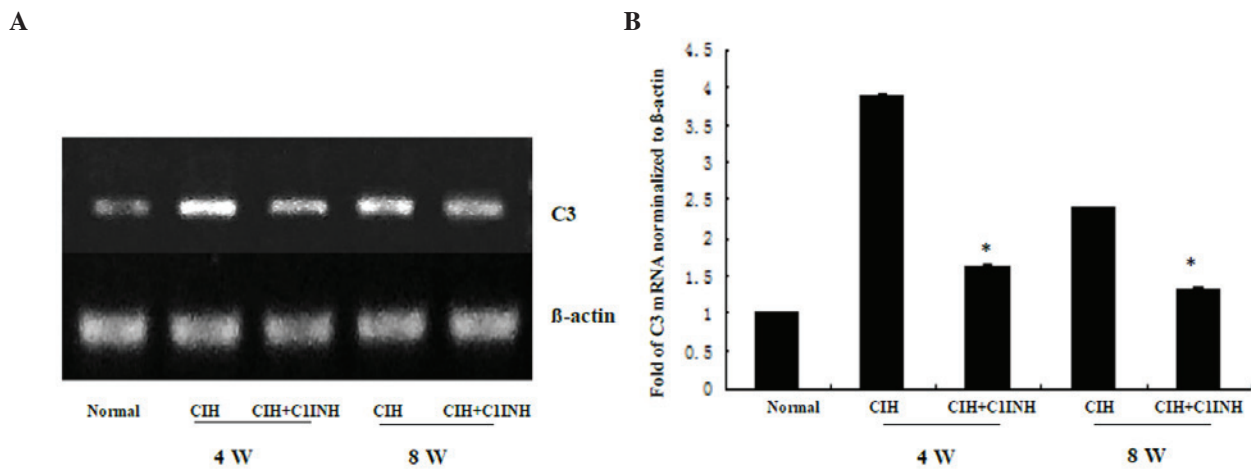 A
C3
ß-actin
Normal CIH CIH+C1INH CIH CIH+C1INH
4 W 8 W
B
Fold of C3 mRNA norminalized to ß-actin
4.5
4
3.5
3
2.5
2
1.5
1
0.5
0
*
*
Normal CIH CIH+C1INH CIH CIH+C1INH
4 W 8 W